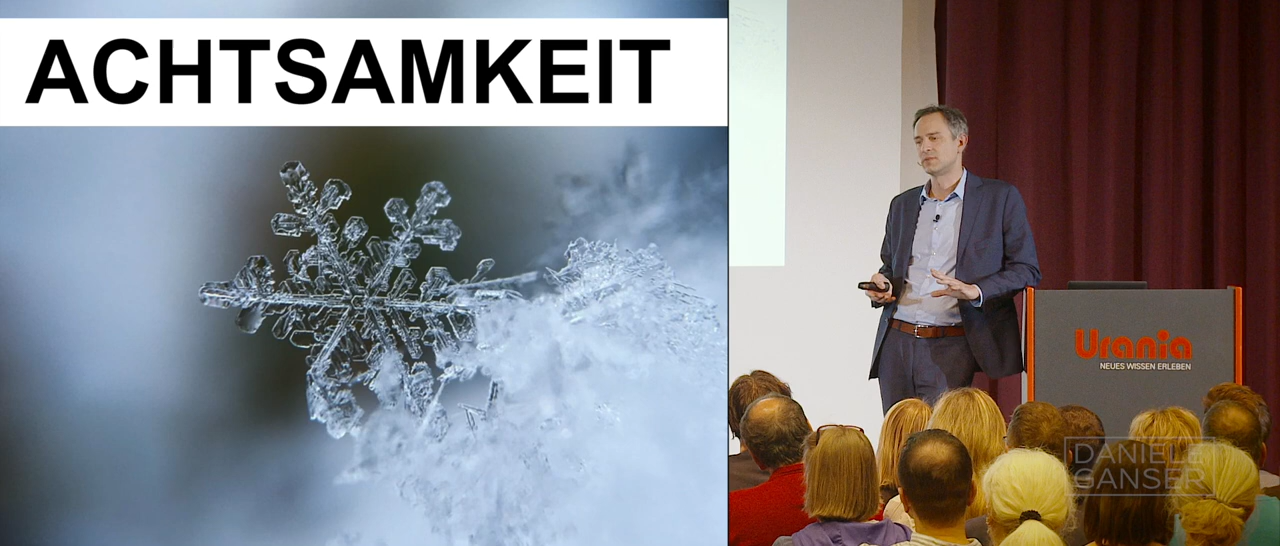 ACHTSAMKEIT
Urania
NEUES WISSEN ERLEBEN
DANIELE
GANSER